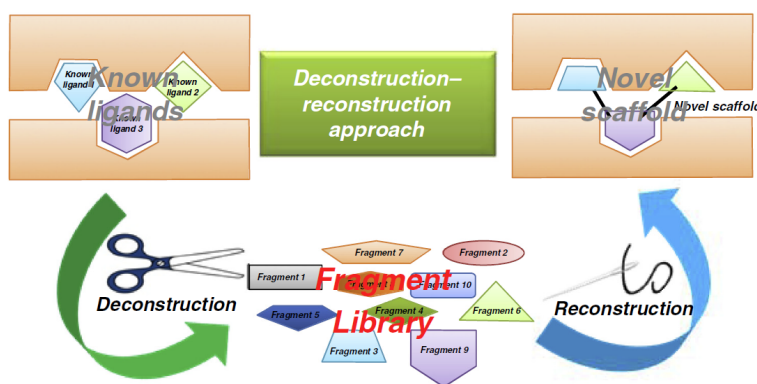 Known
ligand 1
Known
ligand 2
Known
ligand 3
Known
ligands
Deconstruction–
reconstruction
approach
Novel
scaffold
Novel scaffold
Deconstruction
Fragment 7
Fragment 2
Fragment 1
Fragment
Fragment 10
Fragment
Library
Fragment 5
Fragment 4
Fragment 6
Fragment 3
Fragment 9
Reconstruction